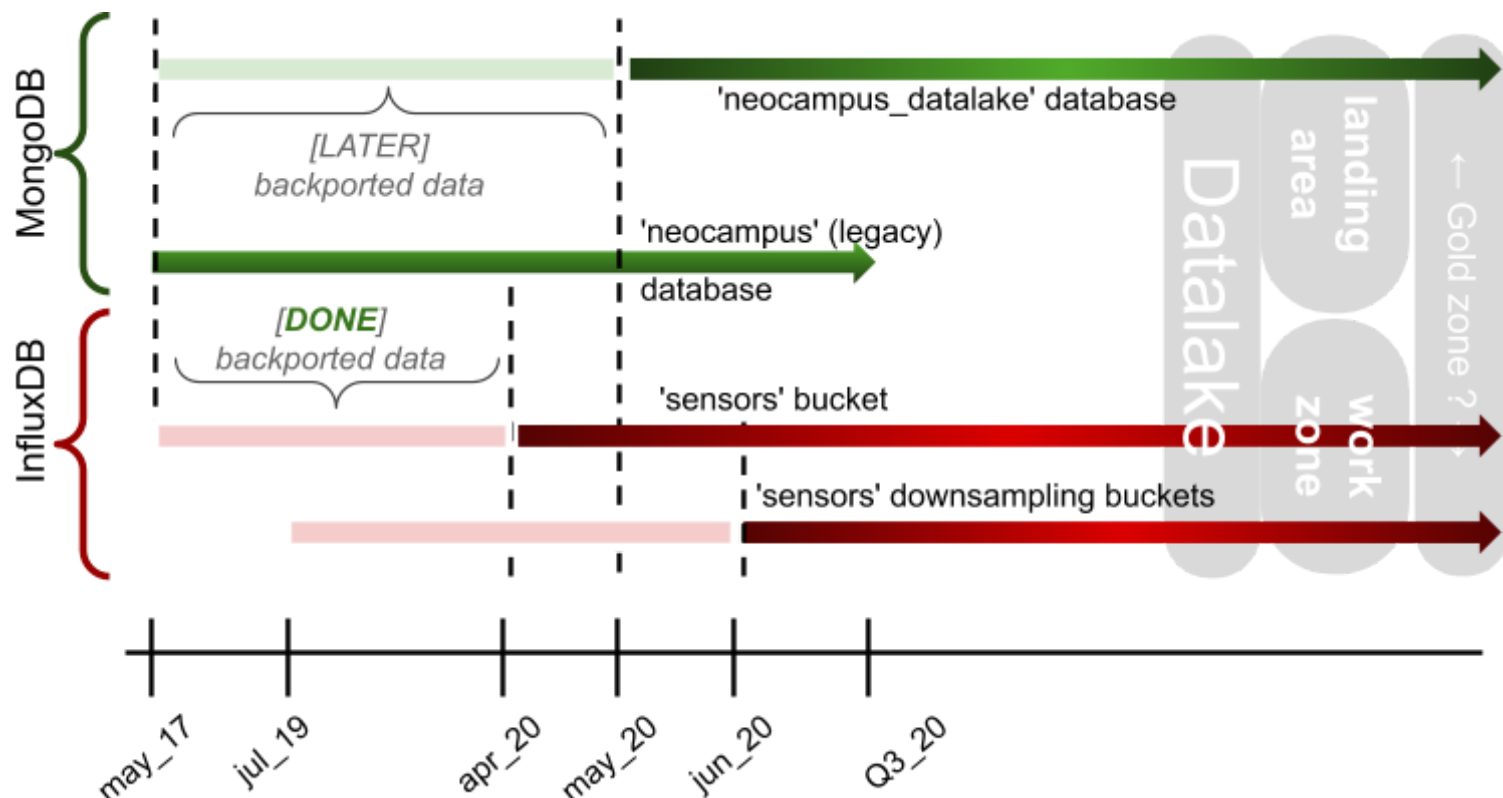 MongoDB
'neocampus_datalake' database
[LATER]
backported data
'neocampus' (legacy)
database
InfluxDB
[DONE]
backported data
'sensors' bucket
'sensors' downsampling buckets
Datalake
landing
area
work
zone
← Gold zone ? →
may_17
jul_19
apr_20
may_20
jun_20
Q3_20